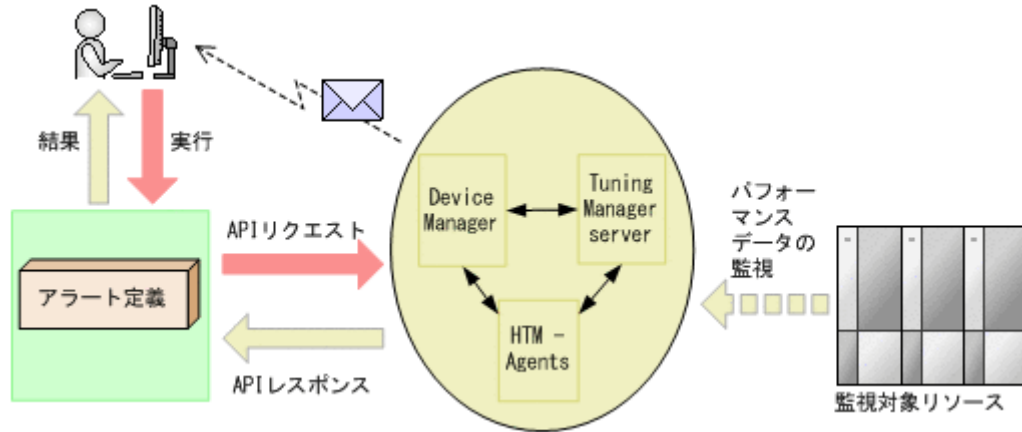 結果
実行
Device
Manager
Tuning
Manager
server
HTM -
Agents
APIリクエスト
アラート定義
APIレスポンス
パフォー
マンス
データの
監視
監視対象リソース